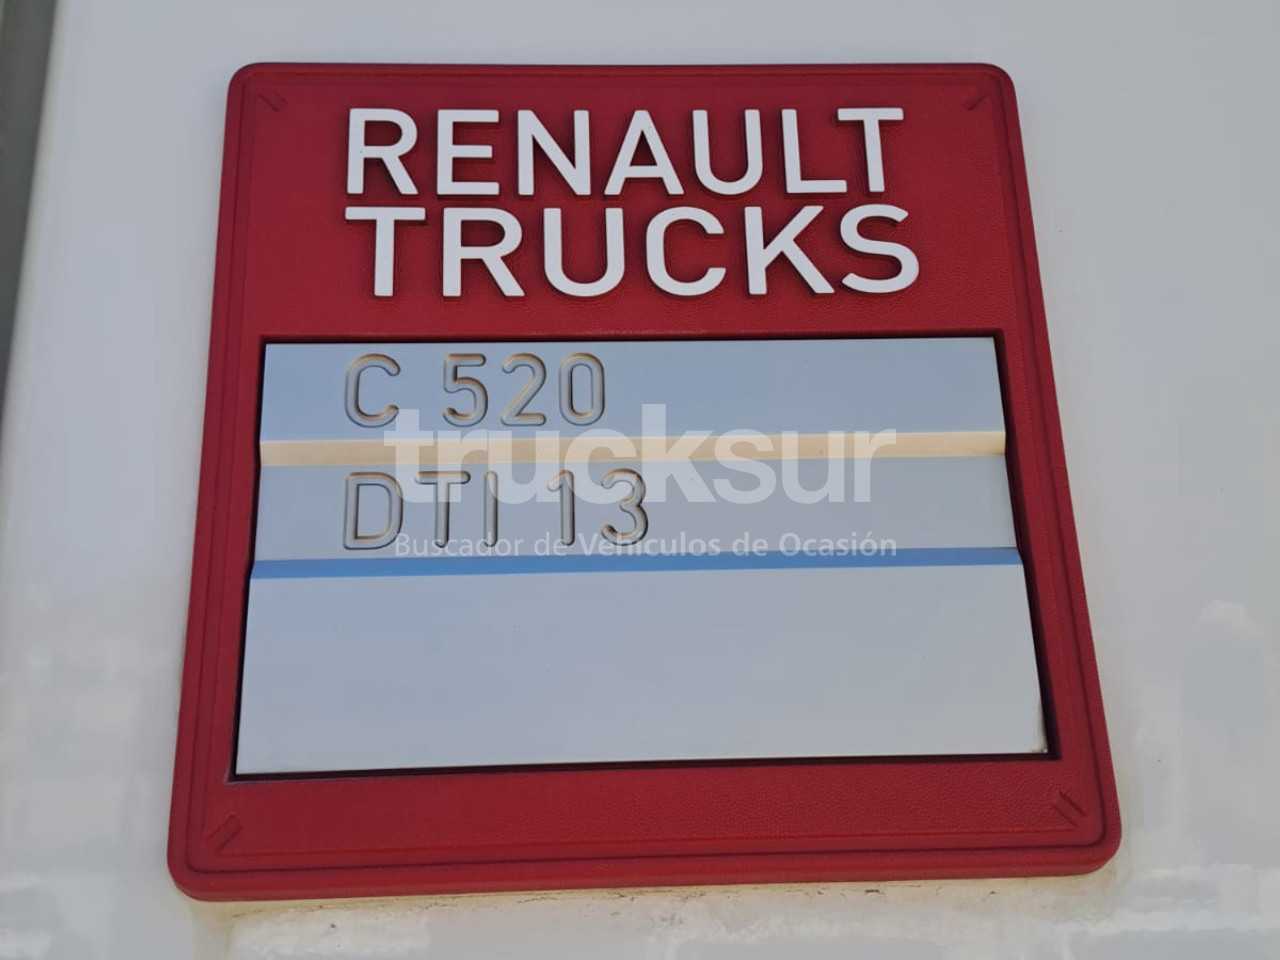 RENAULT
TRUCKS
C 520
trucksur
DTI 13
Buscador de Vehículos de Ocasión